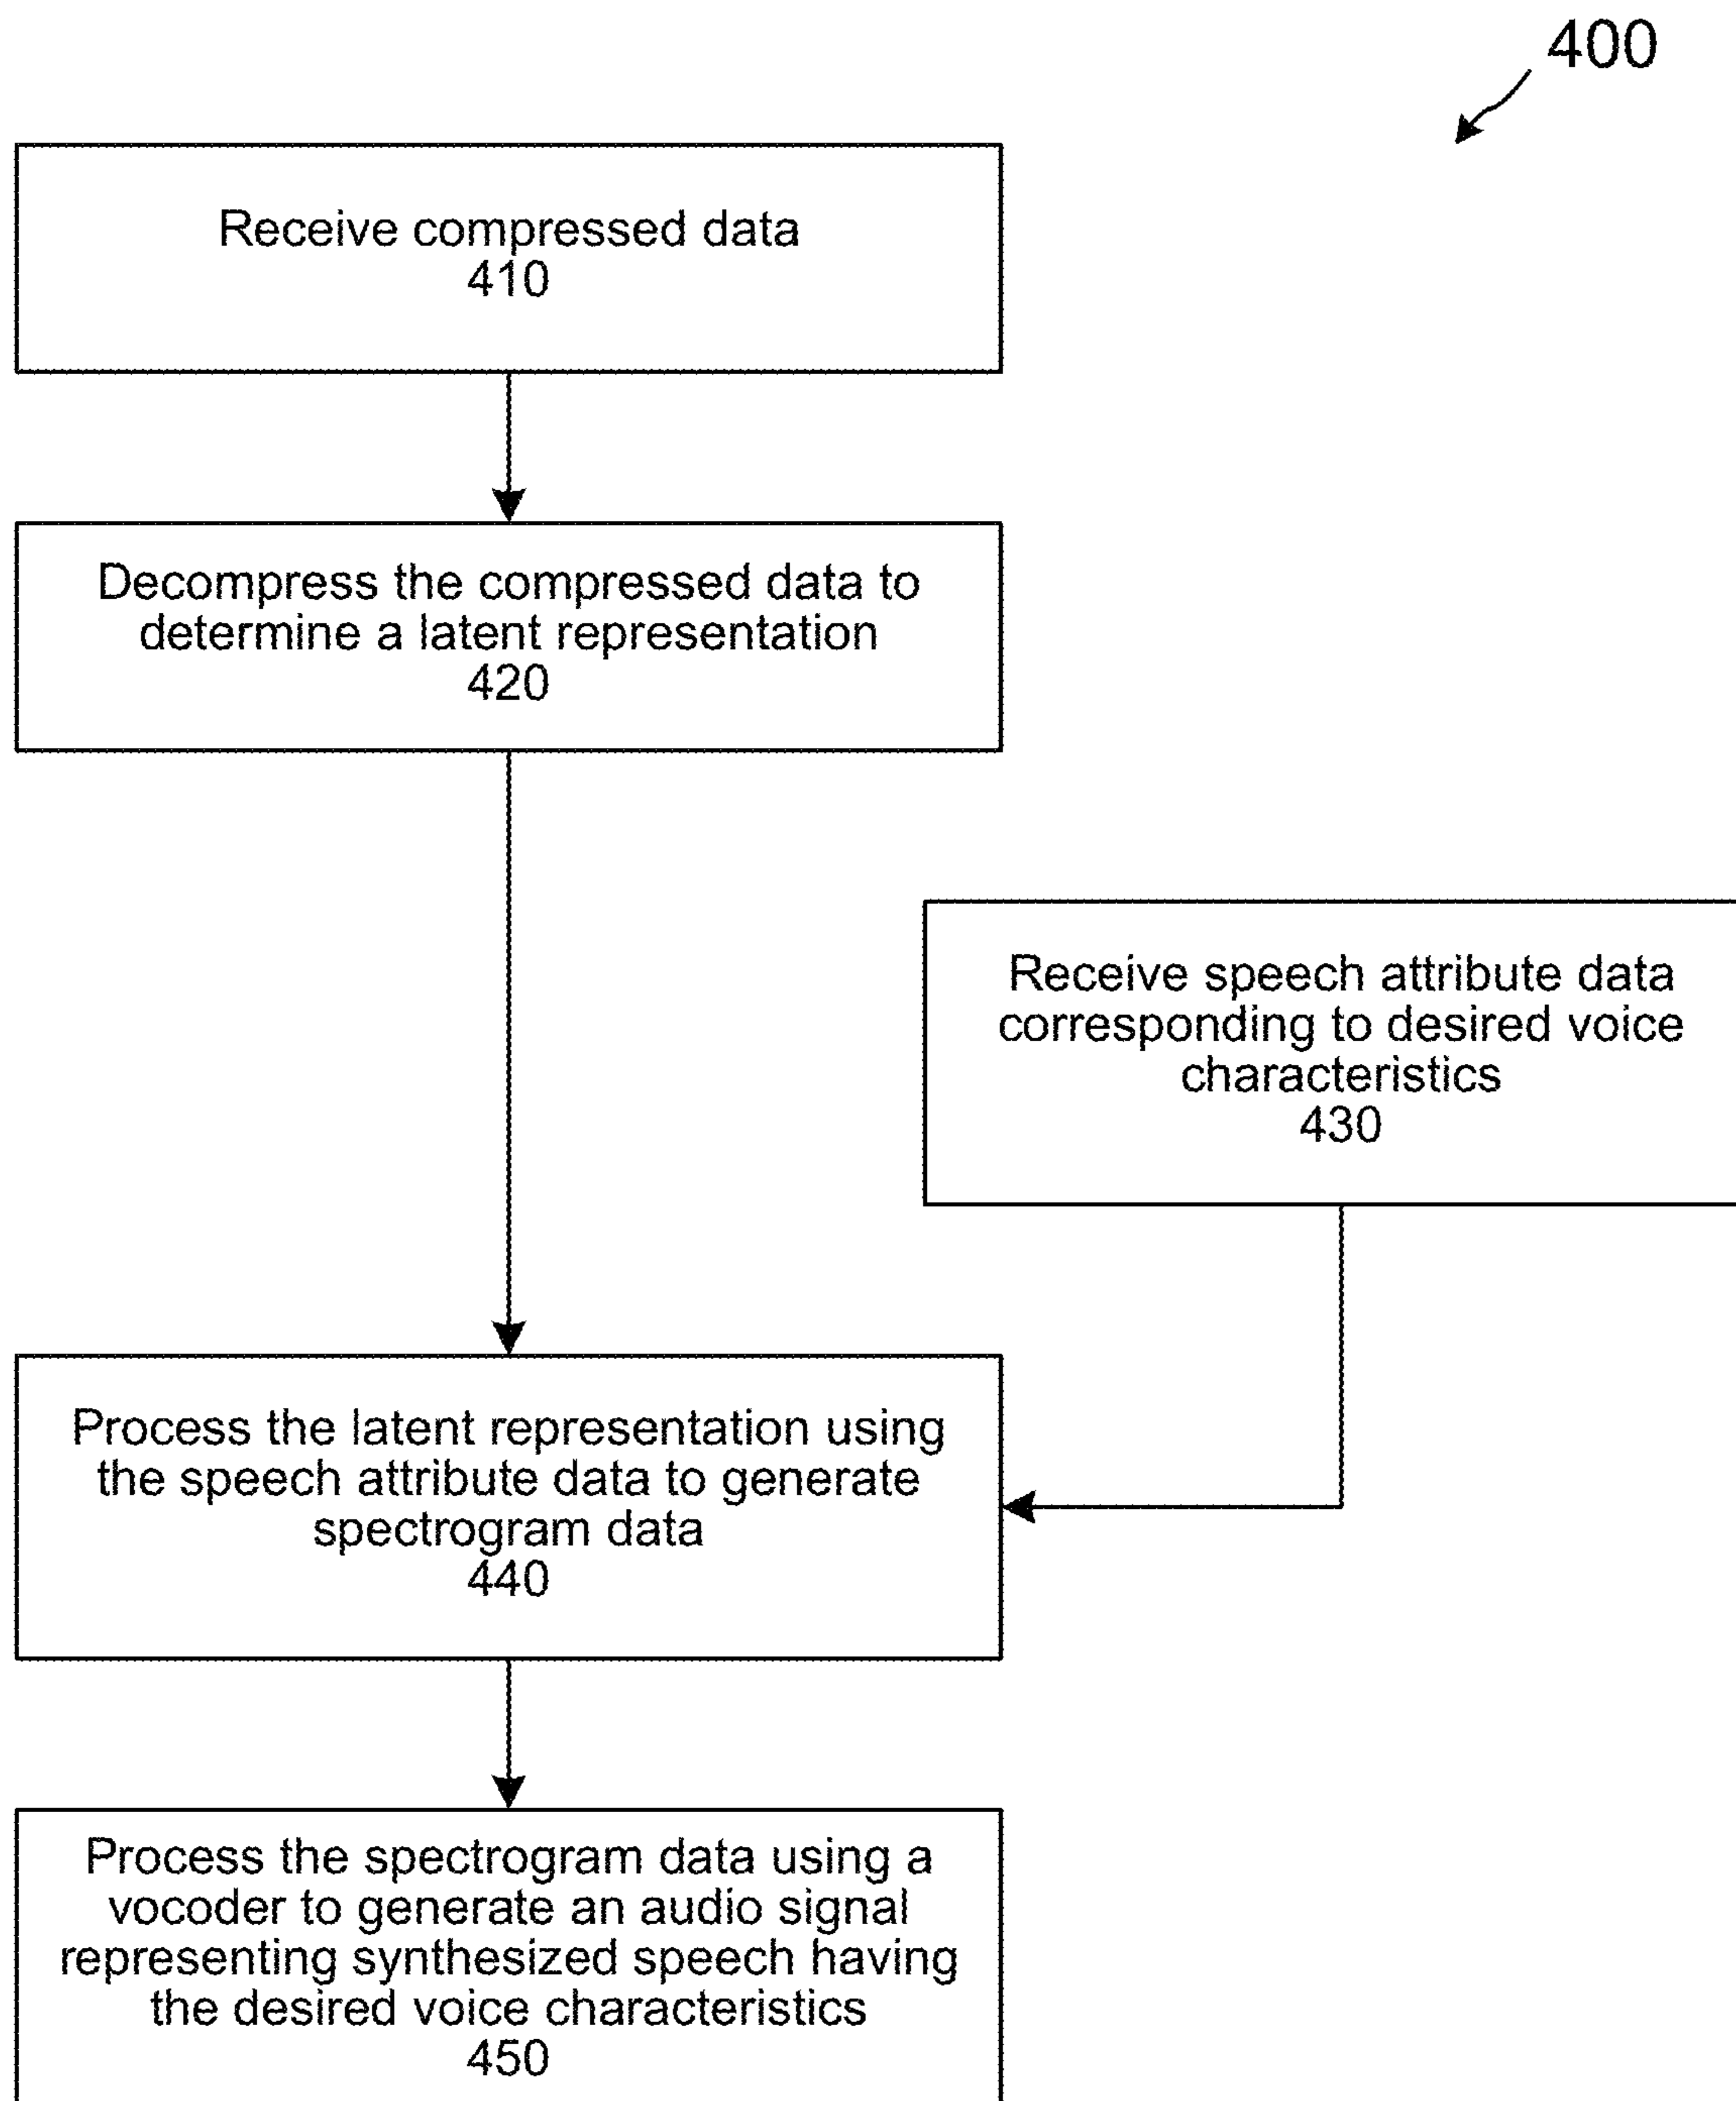 400
Receive compressed data
410
Decompress the compressed data to
determine a latent representation
420
Receive speech attribute data
corresponding to desired voice
characteristics
430
Process the latent representation using
the speech attribute data to generate
spectrogram data
440
Process the spectrogram data using a
vocoder to generate an audio signal
representing synthesized speech having
the desired voice characteristics
450